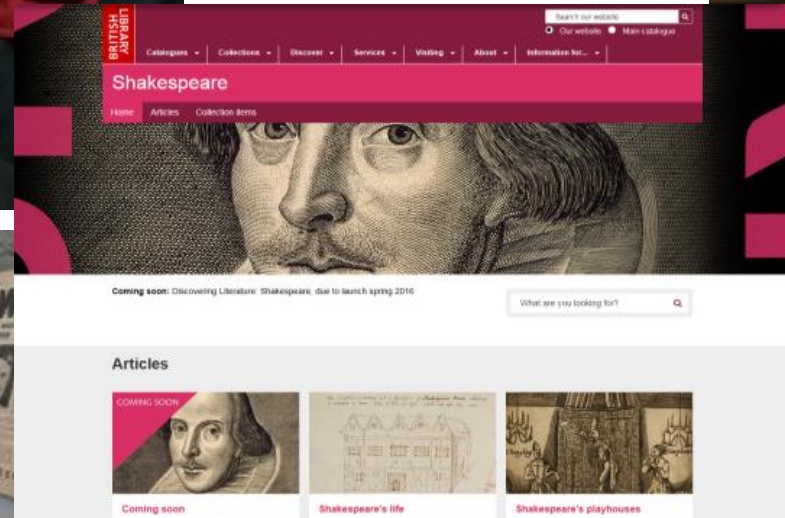 LIBRARY
BRITISH
Search our website
Our website Main catalogue
Catalogues Collections Discover Services Visiting About Information for...
Shakespeare
Home Articles Collection items
Coming soon: Discovering Literature: Shakespeare, due to launch spring 2016
What are you looking for?
Articles
COMING SOON
Coming soon Shakespeare's life Shakespeare's playhouses